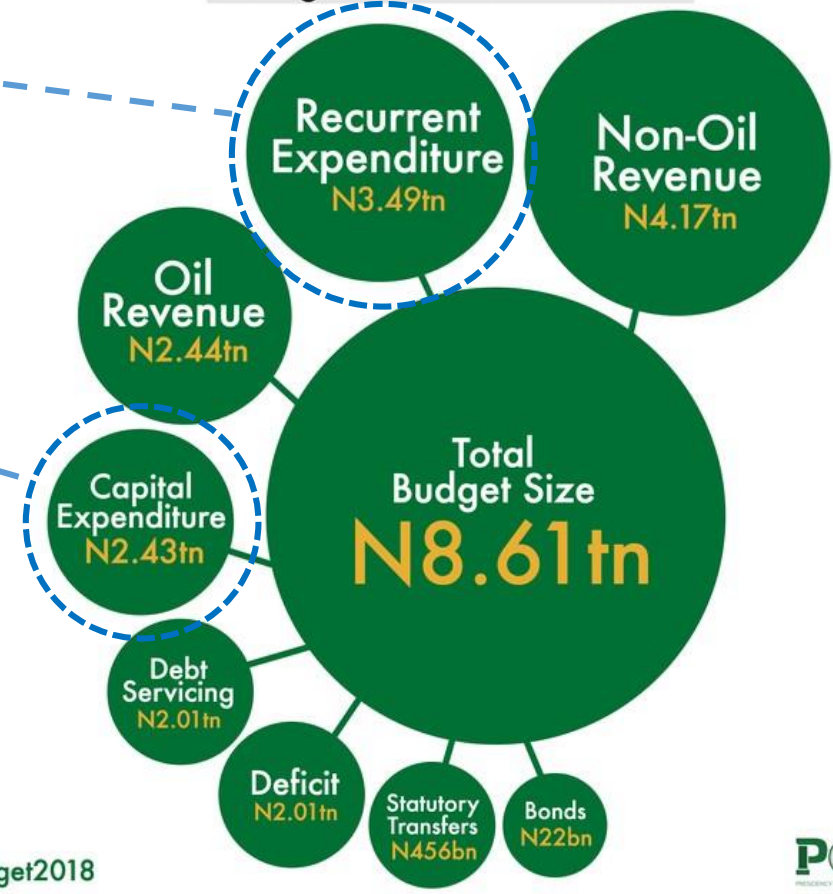 Recurrent
Expenditure
N3.49tn
Non-Oil
Revenue
N4.17tn
Oil
Revenue
N2.44tn
Total
Budget Size
N8.61tn
Capital
Expenditure
N2.43tn
Debt
Servicing
N2.01tn
Deficit
N2.01tn
Statutory
Transfers
N456bn
Bonds
N22bn
get2018